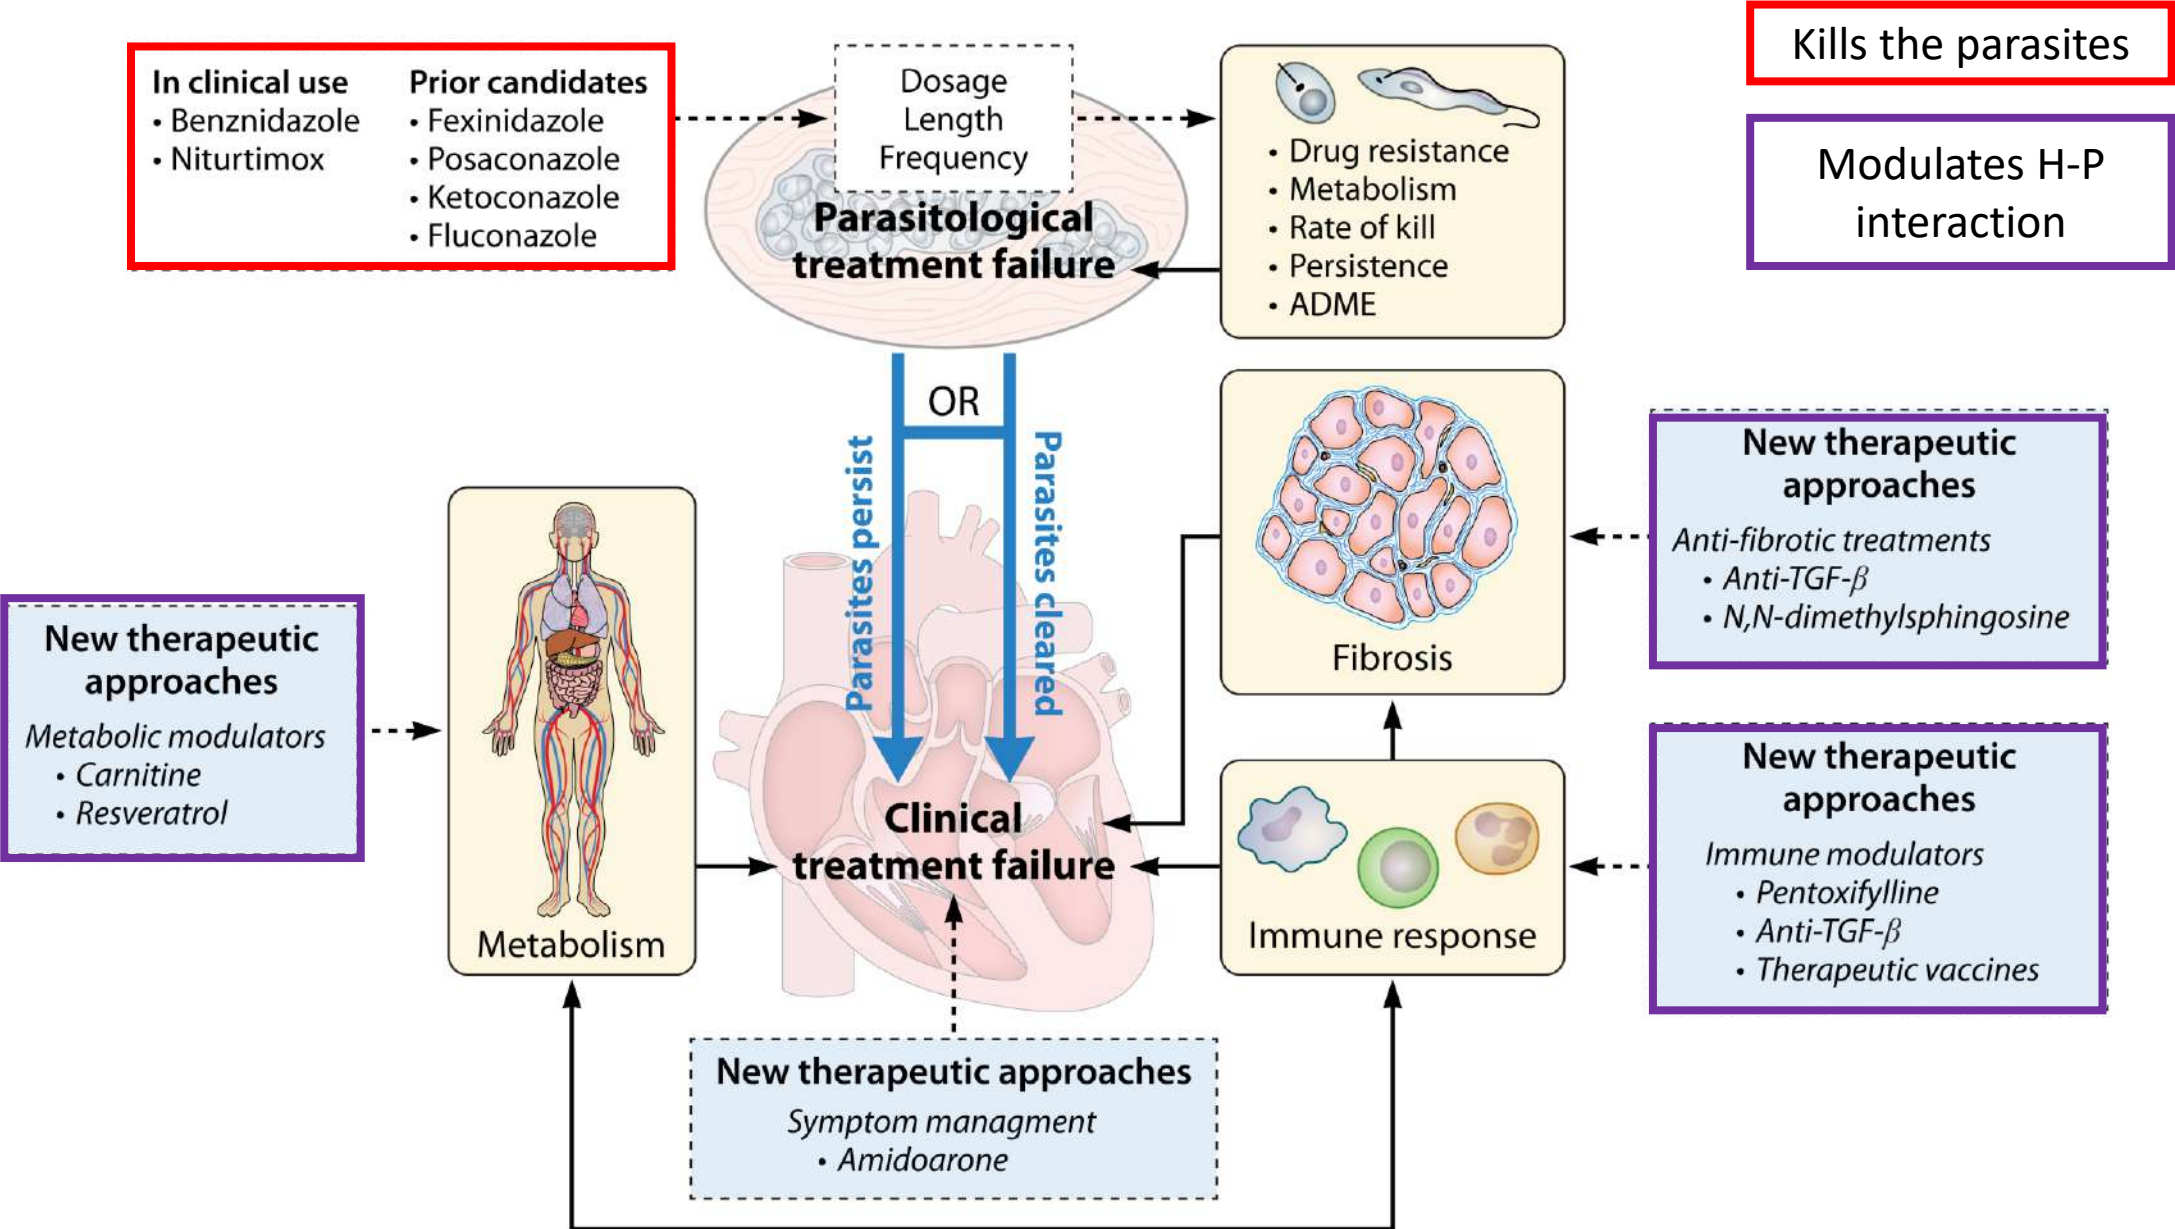 Kills the parasites
Modulates H-P
interaction
In clinical use
• Benznidazole
• Niturtimox
Prior candidates
• Fexinidazole
• Posaconazole
• Ketoconazole
• Fluconazole
Dosage
Length
Frequency
Parasitological
treatment failure
• Drug resistance
• Metabolism
• Rate of kill
• Persistence
• ADME
OR
Parasites persist
Parasites cleared
Fibrosis
New therapeutic
approaches
Anti-fibrotic treatments
• Anti-TGF-β
• N,N-dimethylsphingosine
New therapeutic
approaches
Metabolic modulators
• Carnitine
• Resveratrol
Metabolism
Clinical
treatment failure
Immune response
New therapeutic
approaches
Immune modulators
• Pentoxifylline
• Anti-TGF-β
• Therapeutic vaccines
New therapeutic approaches
Symptom managment
• Amidoarone